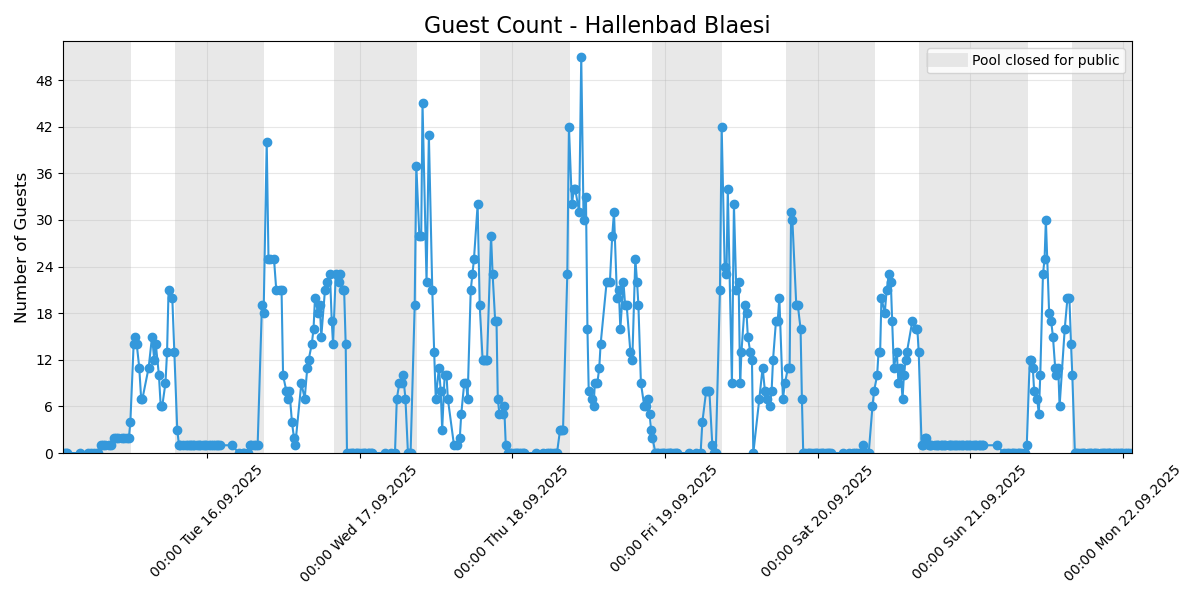 Guest Count - Hallenbad Blaesi
Pool closed for public
Number of Guests
48
42
36
30
24
18
12
6
0
00:00 Tue 16.09.2025
00:00 Wed 17.09.2025
00:00 Thu 18.09.2025
00:00 Fri 19.09.2025
00:00 Sat 20.09.2025
00:00 Sun 21.09.2025
00:00 Mon 22.09.2025